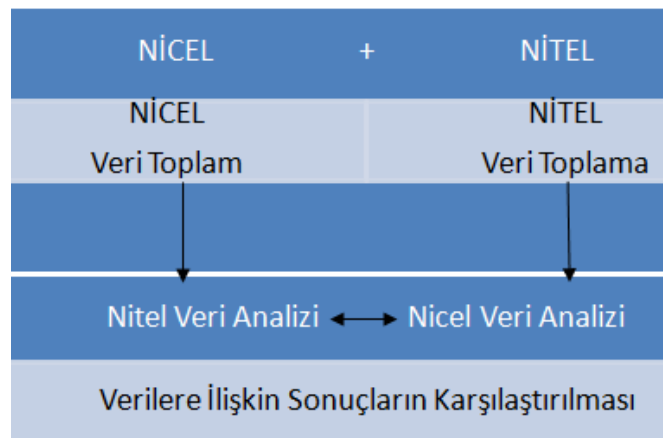 NİCEL + NİTEL
NİCEL NİTEL
Veri Toplam Veri Toplama
Nitel Veri Analizi Nicel Veri Analizi
Verilere İlişkin Sonuçların Karşılaştırılması